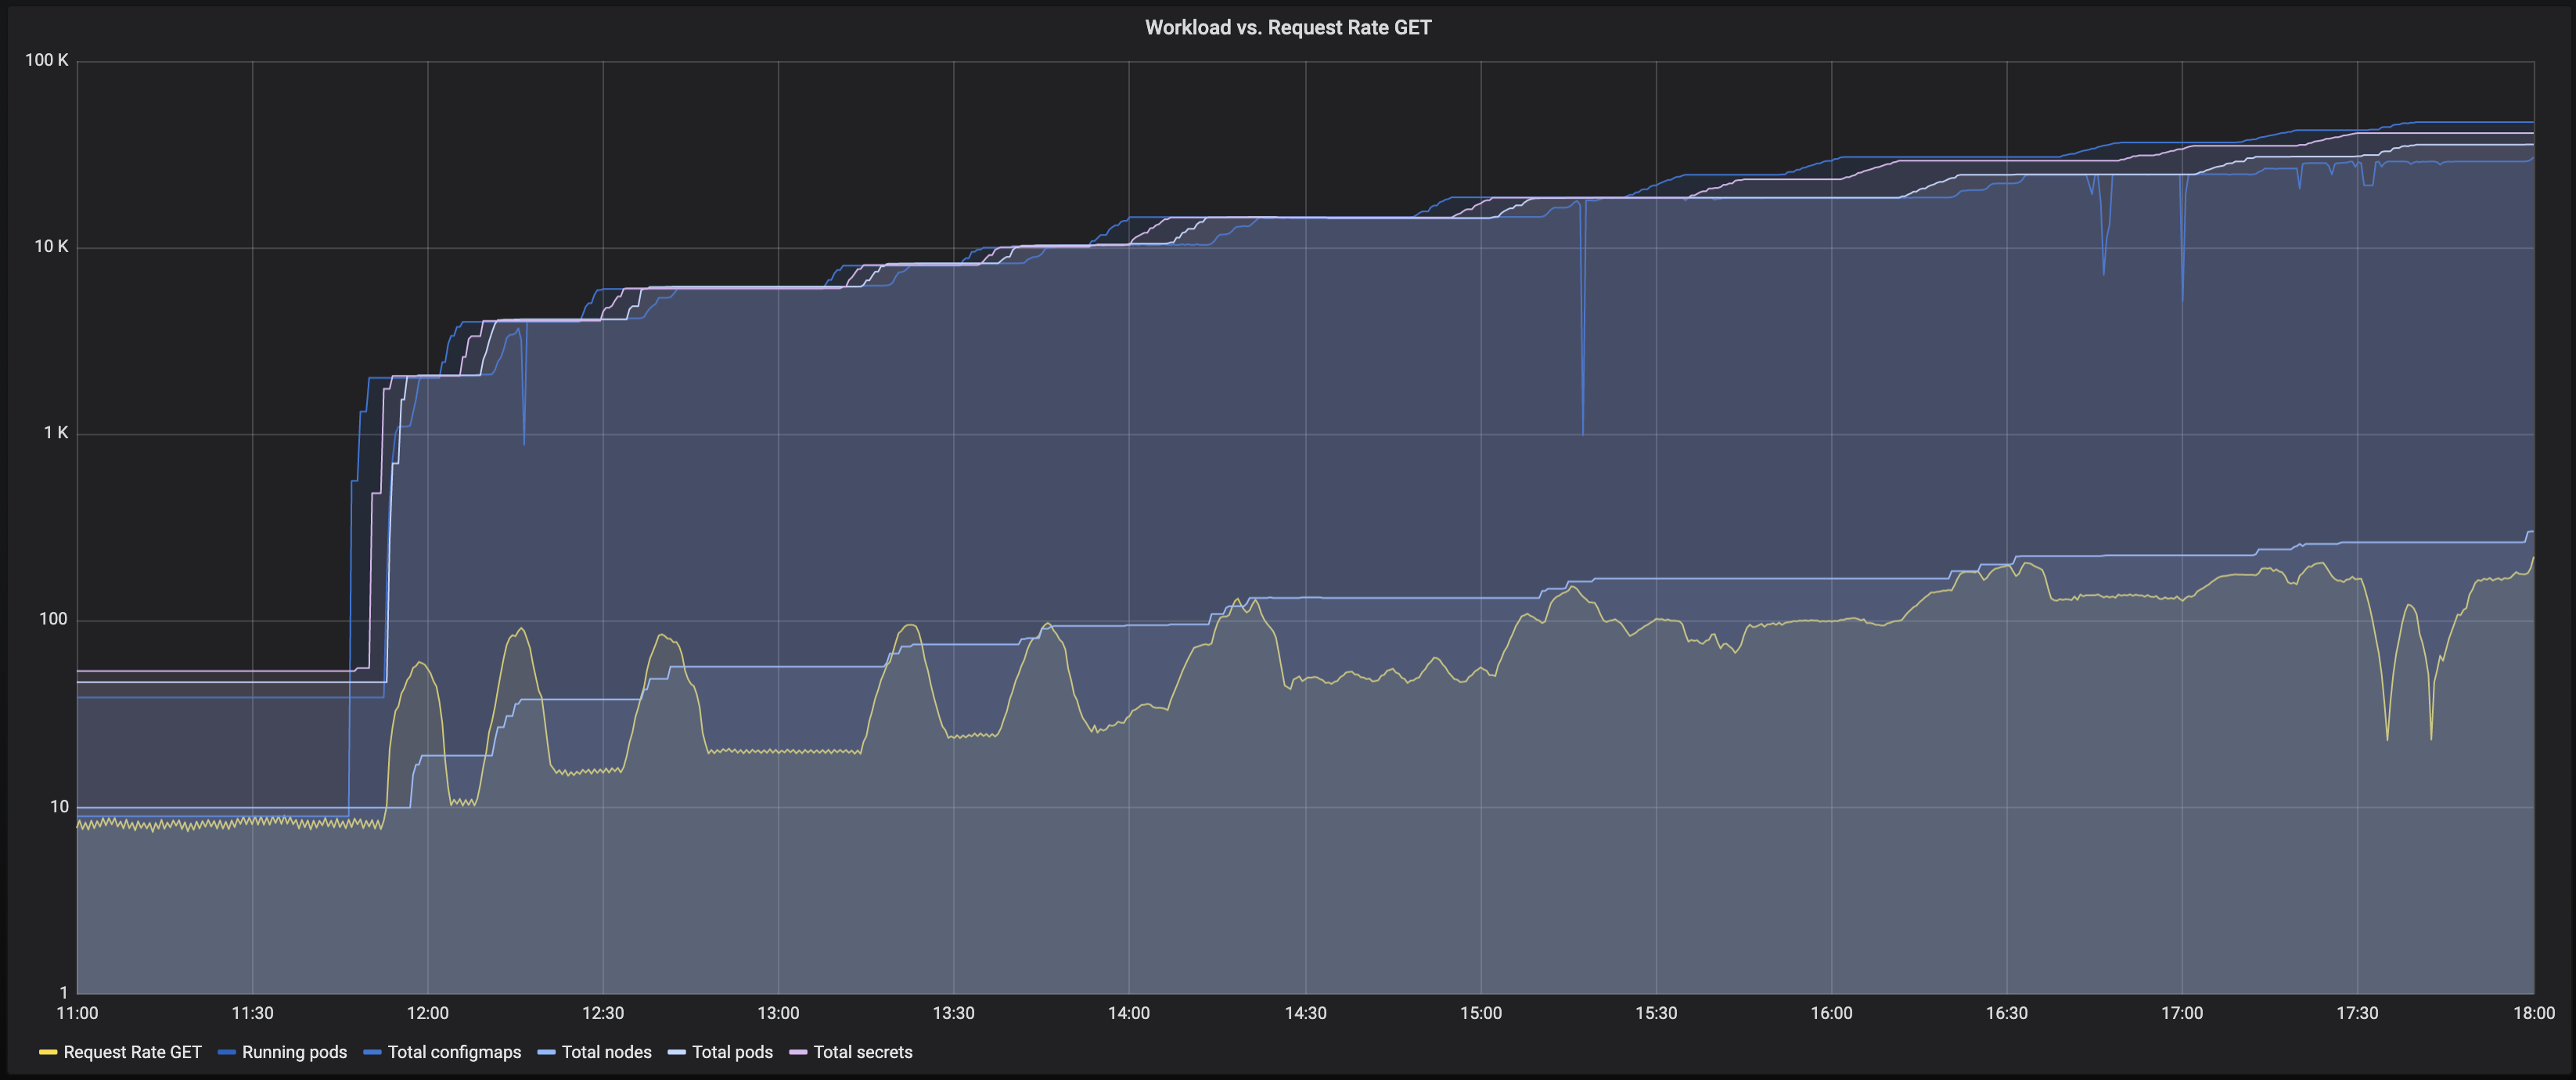 Workload vs. Request Rate GET
100 K
10 K
1 K
100
10
1
11:00 11:30 12:00 12:30 13:00 13:30 14:00 14:30 15:00 15:30 16:00 16:30 17:00 17:30 18:00
Request Rate GET Running pods Total configmaps Total nodes Total pods Total secrets